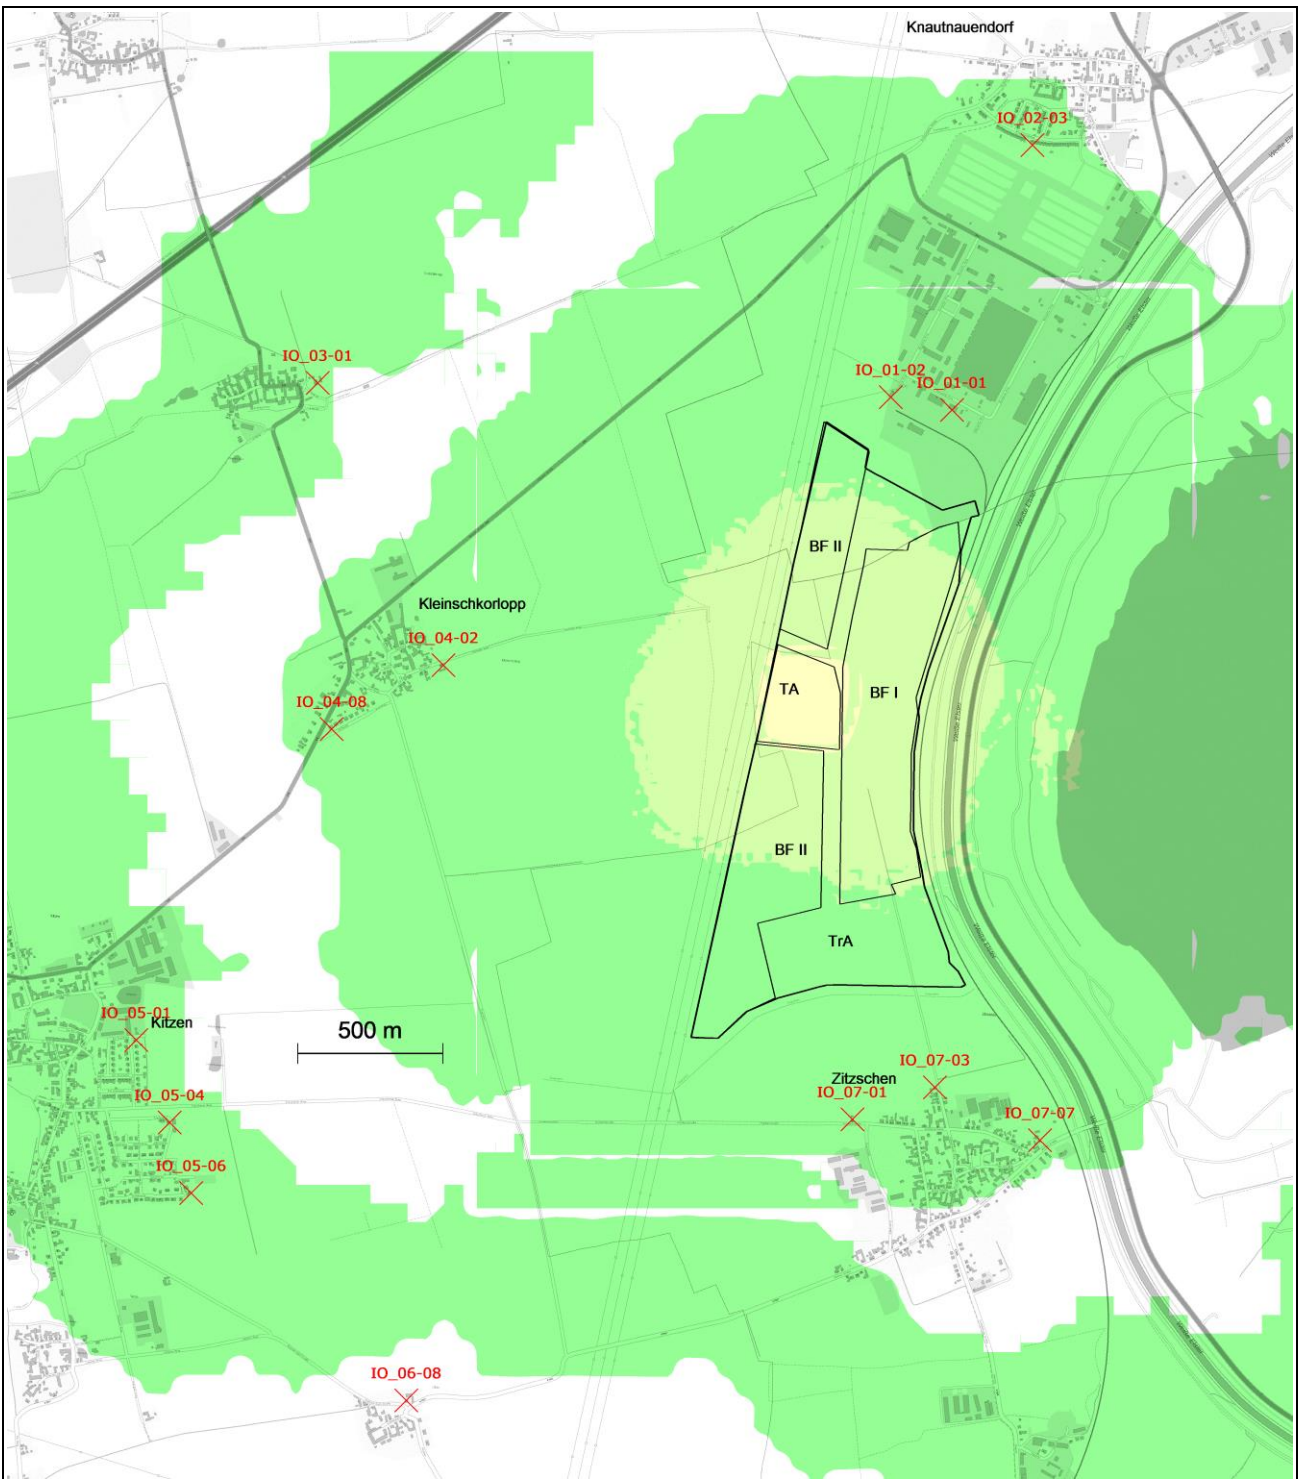 Knautnauendorf
IO_02-03
IO_03-01
IO_01-02
IO_01-01
BF II
Kleinschkorlopp
IO_04-02
TA
BF I
IO_04-08
BF II
TrA
IO_05-01
Kitzen
500 m
IO_07-03
Zitzschen
IO_07-01
IO_05-04
IO_07-07
IO_05-06
IO_06-08